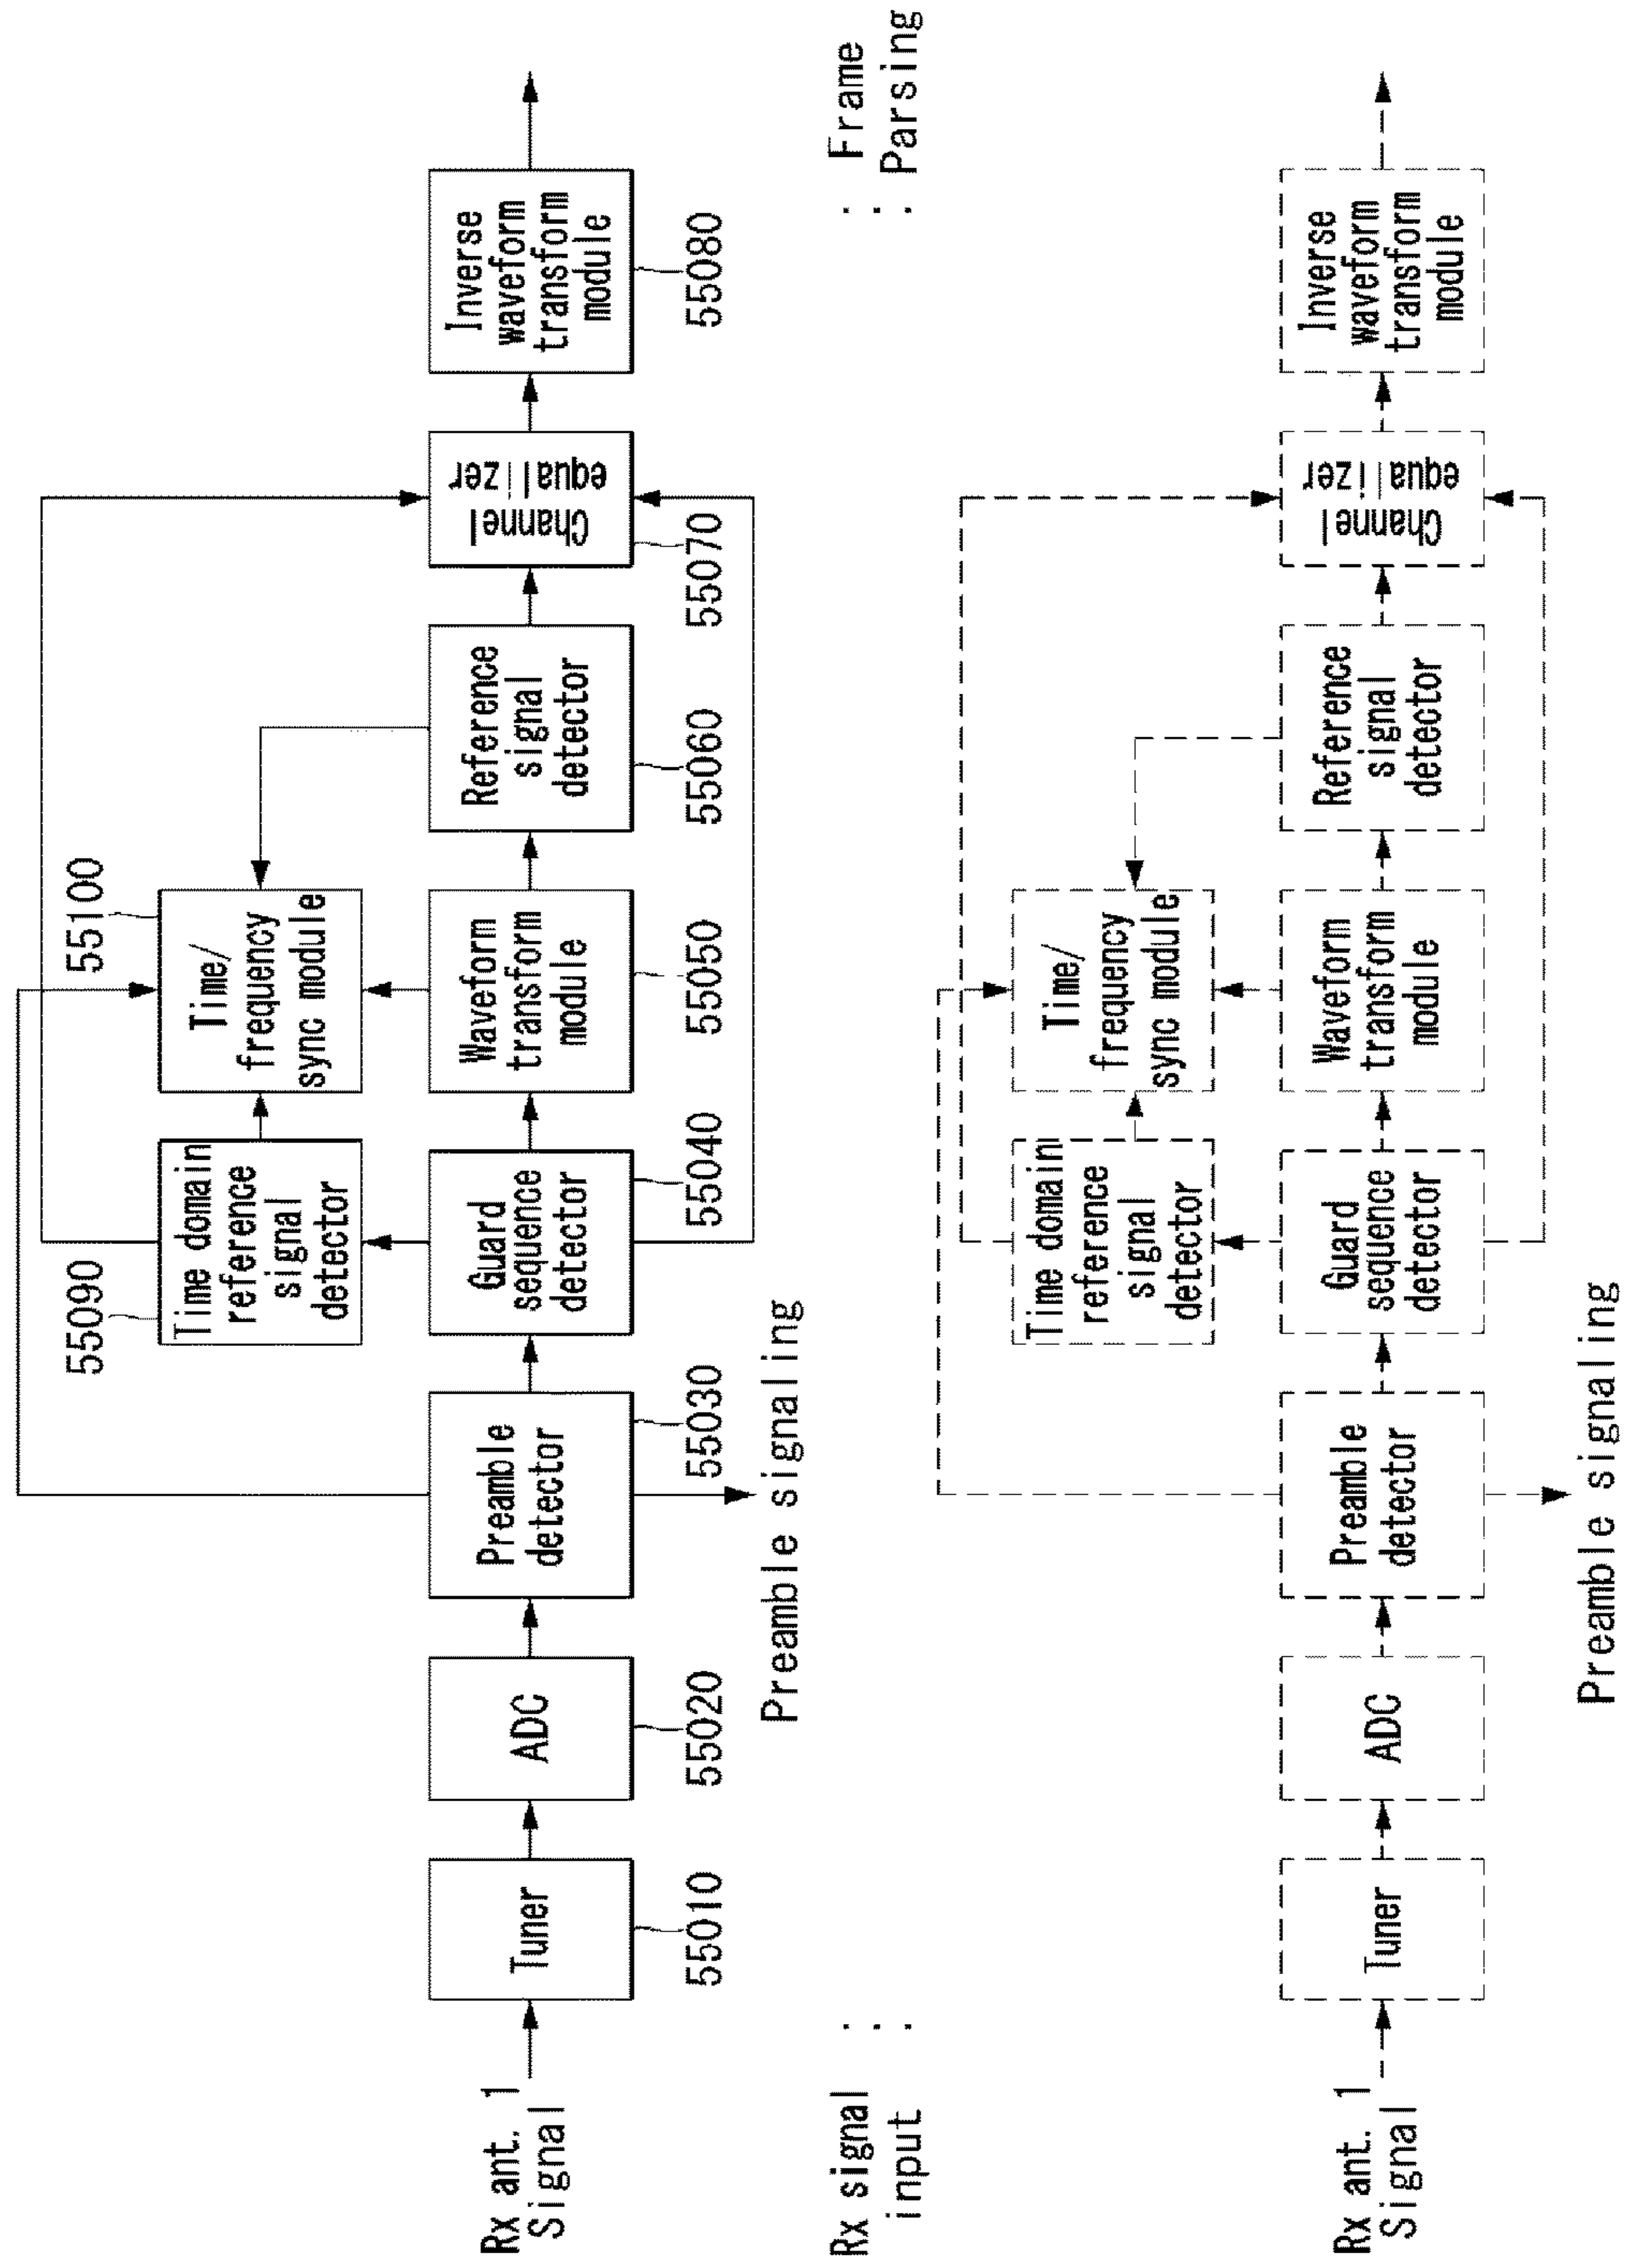 Rx ant. 1
Signal
Tuner
55010
ADC
55020
Preamble
detector
55030
Preamble signaling
Guard
sequence
detector
55040
Time domain
reference
signal
detector
55090
Waveform
transform
module
55050
Time/
frequency
sync module
55100
Reference
signal
detector
55060
Channel
equalizer
55070
Inverse
waveform
transform
module
55080
Rx signal
input
:
:
Frame
Parsing
Rx ant. 1
Signal
Tuner
ADC
Preamble
detector
Preamble signaling
Guard
sequence
detector
Time domain
reference
signal
detector
Waveform
transform
module
Time/
frequency
sync module
Reference
signal
detector
Channel
equalizer
Inverse
waveform
transform
module